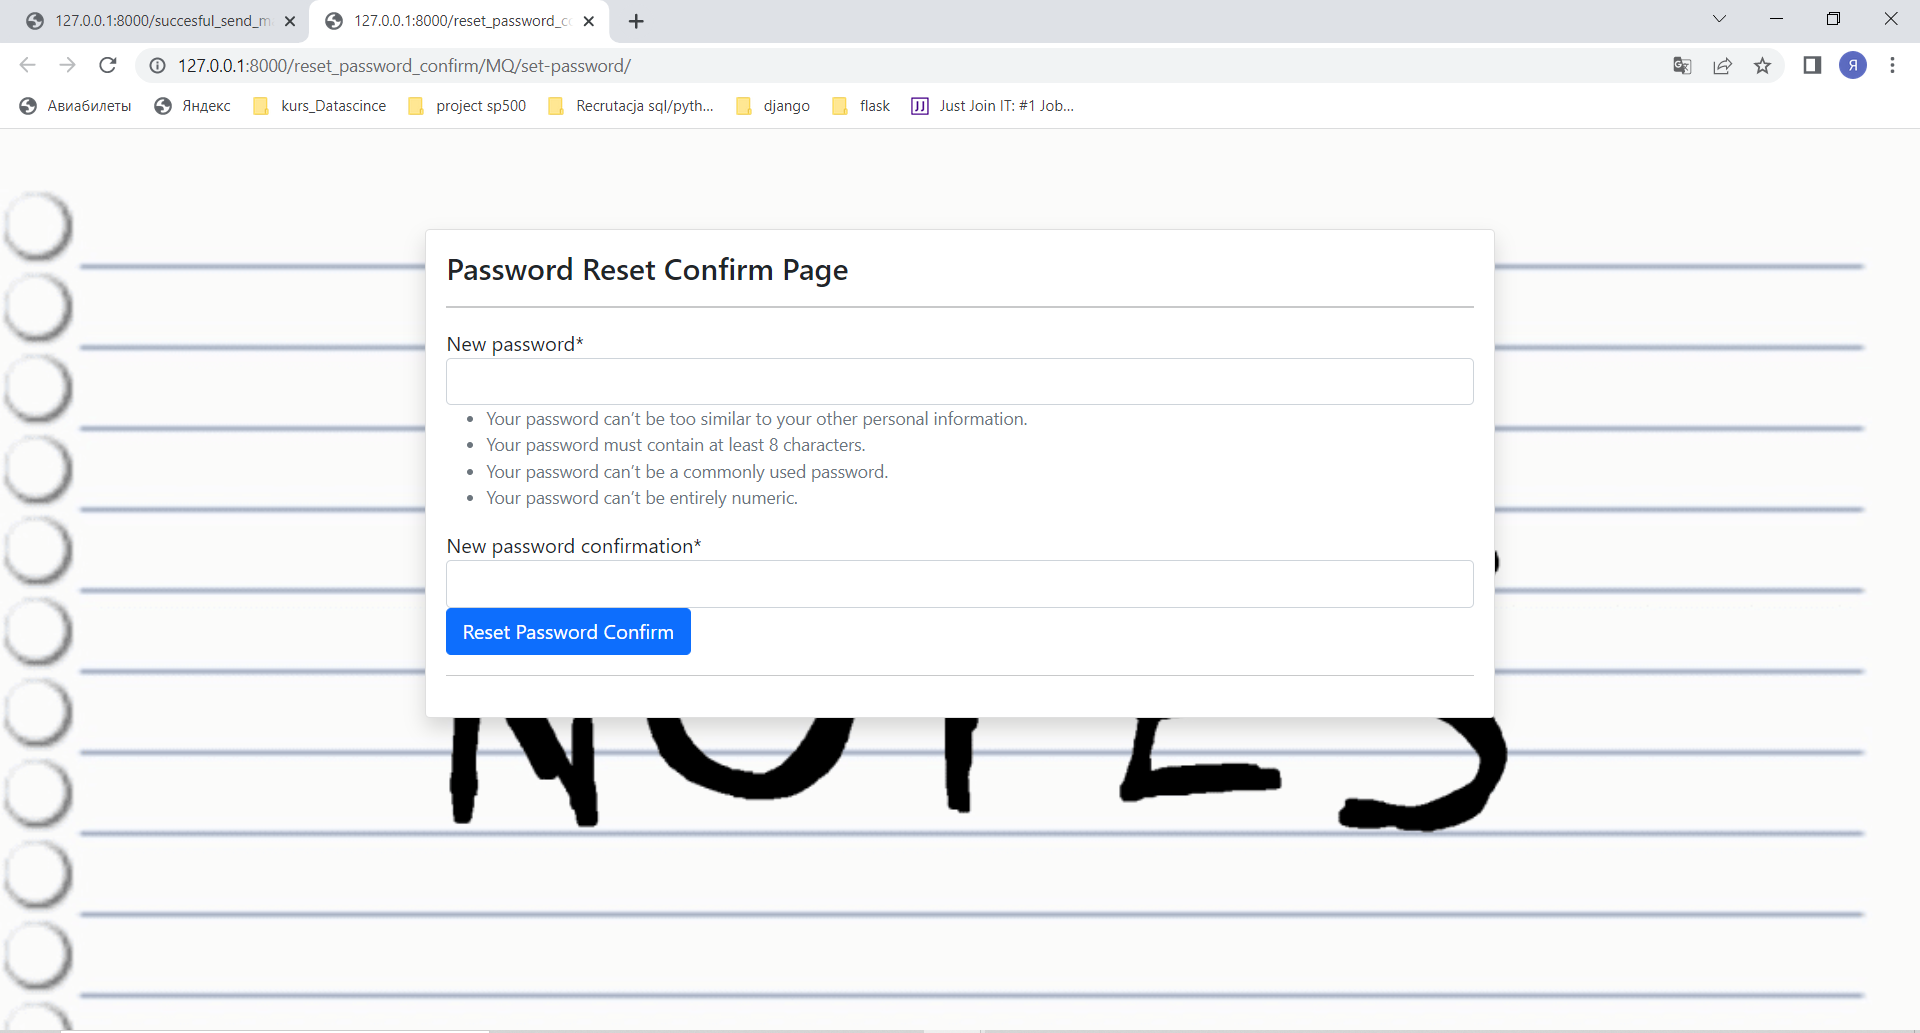 127.0.0.1:8000/succesful_send_m
127.0.0.1:8000/reset_password_c
127.0.0.1:8000/reset_password_confirm/MQ/set-password/
Я
Авиабилеты
Яндекс
kurs_Datascince
project sp500
Recrutacja sql/pyth...
django
flask
JJ
Just Join IT: #1 Job...
Password Reset Confirm Page
New password*
Your password can't be too similar to your other personal information.
Your password must contain at least 8 characters.
Your password can't be a commonly used password.
Your password can't be entirely numeric.
New password confirmation*
Reset Password Confirm
NOTES